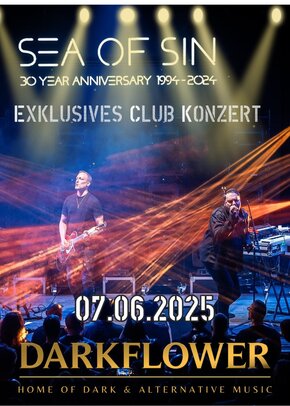 SEA OF SIN
30 YEAR ANNIVERSARY 1994-2024
EXKLUSIVES CLUB KONZERT
07.06.2025
DARKFLOWER
HOME OF DARK & ALTERNATIVE MUSIC